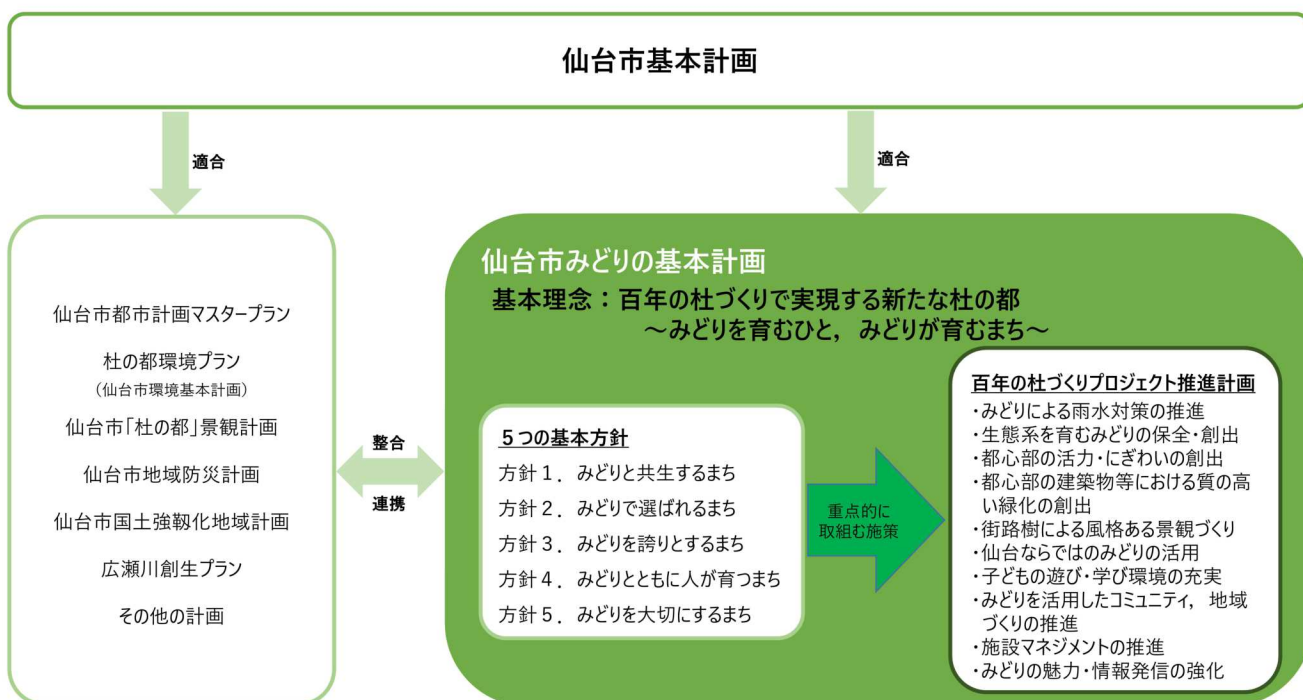 仙台市基本計画
適合
適合
仙台市都市計画マスタープラン
杜の都環境プラン
（仙台市環境基本計画）
仙台市「杜の都」景観計画
仙台市地域防災計画
仙台市国土強靱化地域計画
広瀬川創生プラン
その他の計画
整合
連携
仙台市みどりの基本計画
基本理念：百年の杜づくりで実現する新たな杜の都
～みどりを育むひと，みどりが育むまち～
５つの基本方針
方針１．みどりと共生するまち
方針２．みどりで選ばれるまち
方針３．みどりを誇りとするまち
方針４．みどりとともに人が育つまち
方針５．みどりを大切にするまち
重点的に
取組む施策
百年の杜づくりプロジェクト推進計画
・みどりによる雨水対策の推進
・生態系を育むみどりの保全・創出
・都心部の活力・にぎわいの創出
・都心部の建築物等における質の高
い緑化の創出
・街路樹による風格ある景観づくり
・仙台ならではのみどりの活用
・子どもの遊び・学び環境の充実
・みどりを活用したコミュニティ，地域
づくりの推進
・施設マネジメントの推進
・みどりの魅力・情報発信の強化